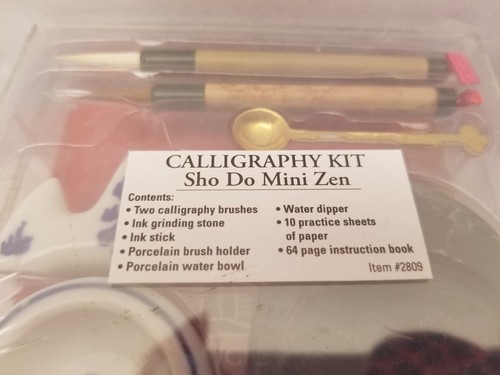 CALLIGRAPHY KIT
Sho Do Mini Zen
Contents:
• Two calligraphy brushes
• Ink grinding stone
• Ink stick
• Porcelain brush holder
• Porcelain water bowl
• Water dipper
• 10 practice sheets
of paper
• 64 page instruction book
Item #2809